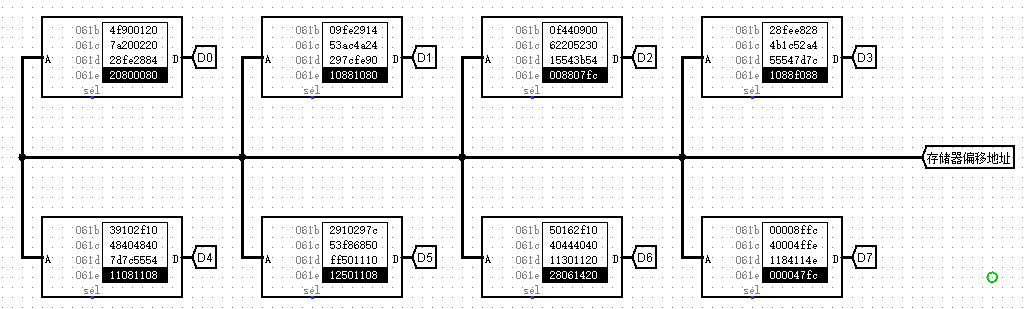 061b 4f900120
061c 7a200220
061d 28fe2884
061e 20800080
A D D0
sel
061b 09fe2914
061c 53ac4a24
061d 297cfe90
061e 10881080
A D D1
sel
061b 0f440900
061c 62205230
061d 15543b54
061e 008807fc
A D D2
sel
061b 28fee828
061c 4b1c52a4
061d 55547d7c
061e 1088f088
A D D3
sel
存储器偏移地址
061b 39102f10
061c 48404840
061d 7d7c5554
061e 11081108
A D D4
sel
061b 2910297c
061c 53f86850
061d ff501110
061e 12501108
A D D5
sel
061b 50162f10
061c 40444040
061d 11301120
061e 28061420
A D D6
sel
061b 00008ffc
061c 40004ffe
061d 1184114e
061e 000047fc
A D D7
sel